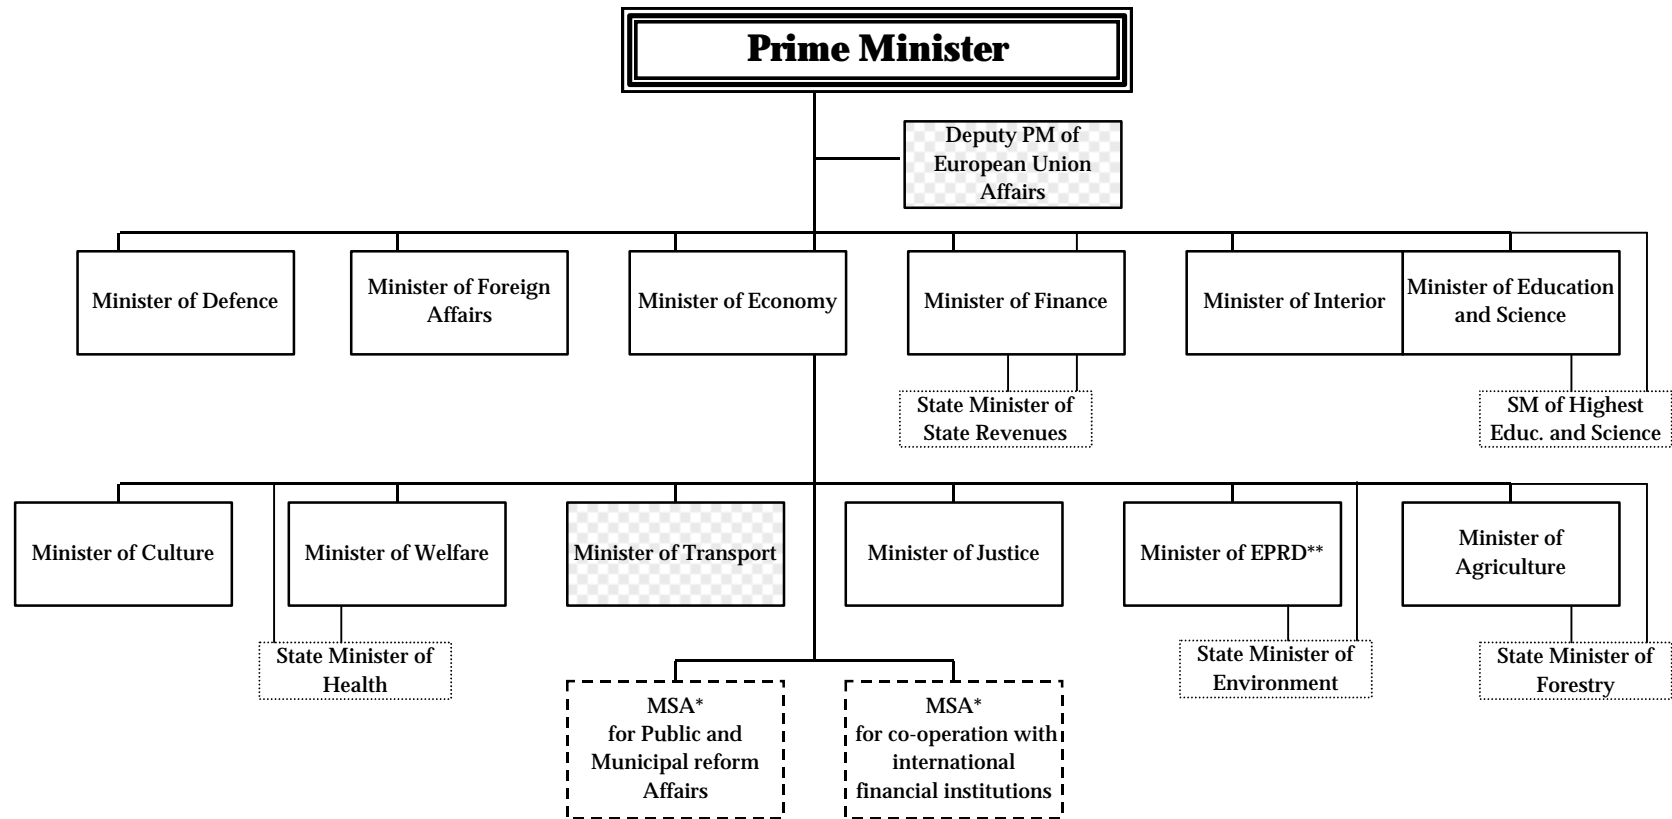 Prime Minister
Deputy PM of
European Union
Affairs
Minister of Defence
Minister of Foreign
Affairs
Minister of Economy
Minister of Finance
Minister of Interior
Minister of Education
and Science
State Minister of
State Revenues
SM of Highest
Educ. and Science
Minister of Culture
Minister of Welfare
Minister of Transport
Minister of Justice
Minister of EPRD**
Minister of
Agriculture
State Minister of
Health
State Minister of
Environment
State Minister of
Forestry
MSA*
for Public and
Municipal reform
Affairs
MSA*
for co-operation with
international
financial institutions